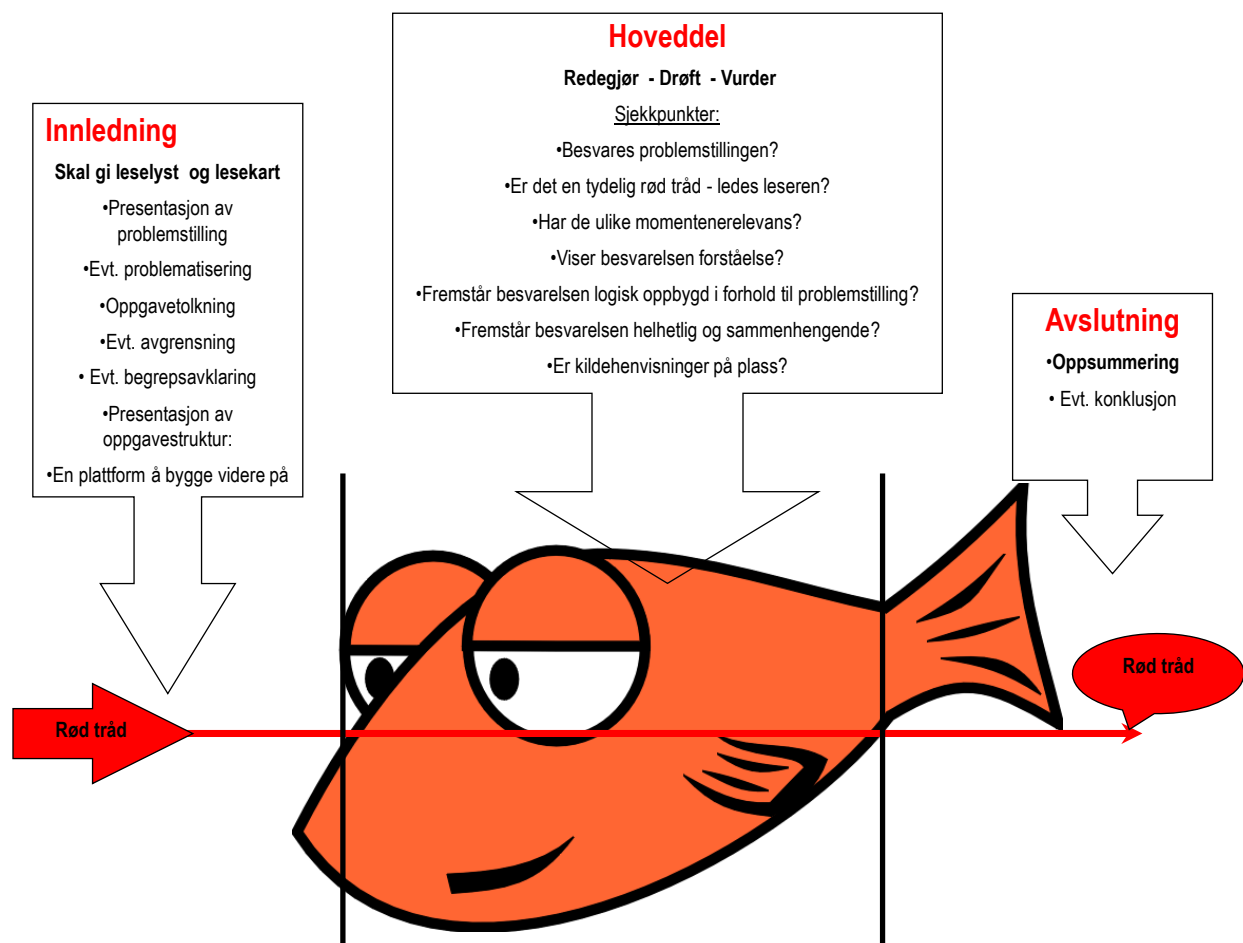 Innledning
Skal gi leselyst og lesekart
•Presentasjon av
problemstilling
•Evt. problematisering
•Oppgavetolkning
•Evt. avgrensning
• Evt. begrepsavklaring
•Presentasjon av
oppgavestruktur:
•En plattform å bygge videre på
Hoveddel
Redegjør - Drøft - Vurder
Sjekkpunkter:
•Besvares problemstillingen?
•Er det en tydelig rød tråd - ledes leseren?
•Har de ulike momentenerelevans?
•Viser besvarelsen forståelse?
•Fremstår besvarelsen logisk oppbygd i forhold til problemstilling?
•Fremstår besvarelsen helhetlig og sammenhengende?
•Er kildehenvisninger på plass?
Avslutning
•Oppsummering
• Evt. konklusjon
Rød tråd
Rød tråd